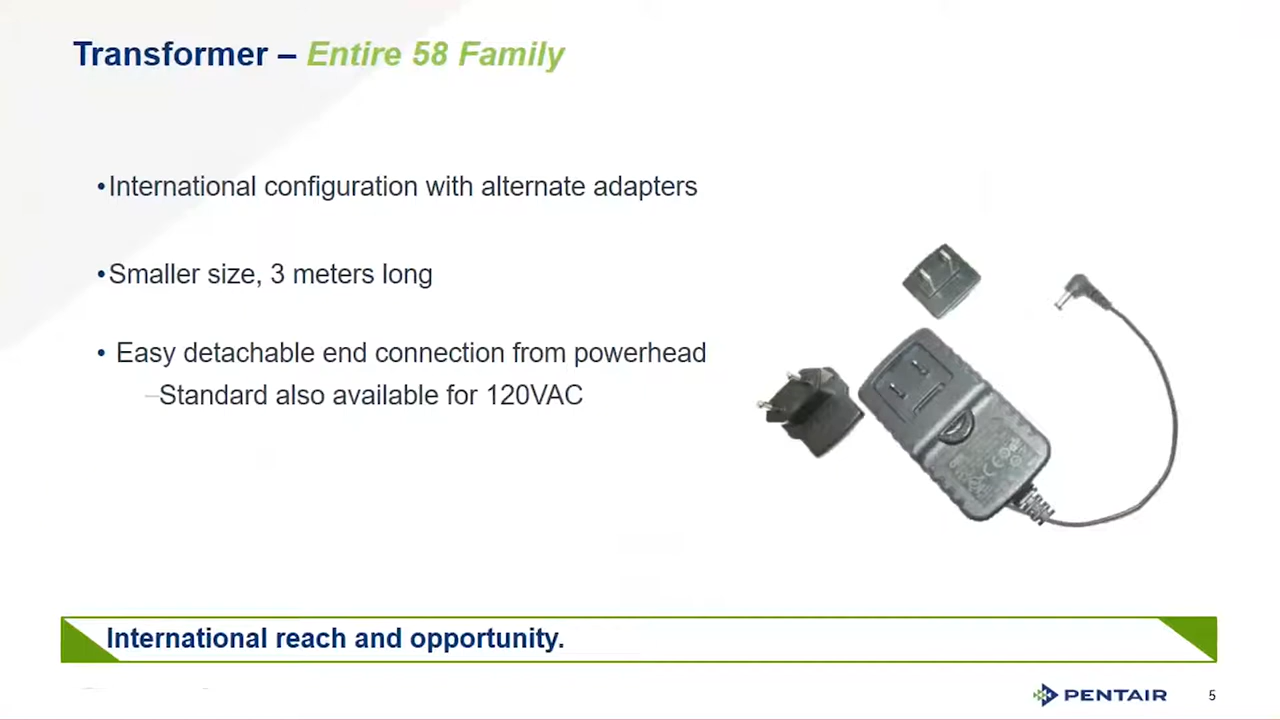 Transformer – Entire 58 Family
•International configuration with alternate adapters
•Smaller size, 3 meters long
• Easy detachable end connection from powerhead
–Standard also available for 120VAC
International reach and opportunity.
PENTAIR
5